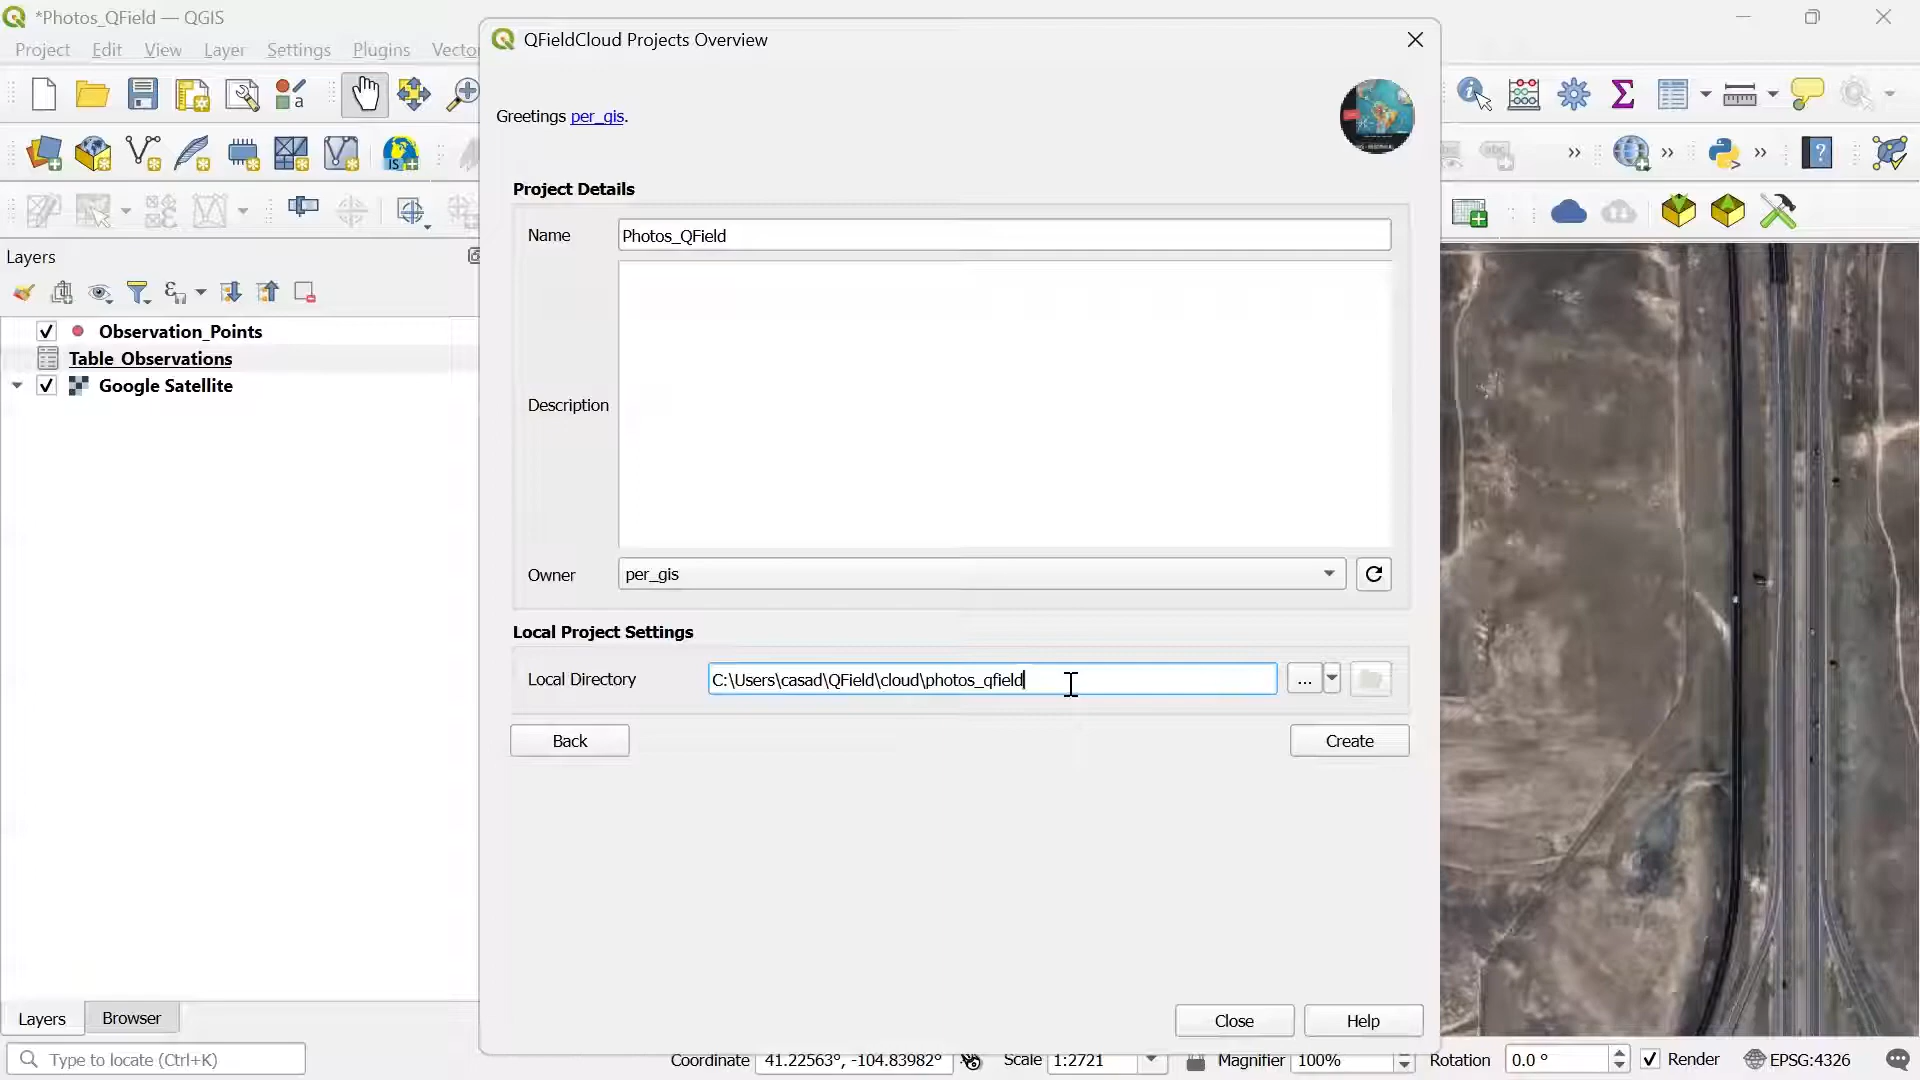 *Photos_QField — QGIS
QFieldCloud Projects Overview
Project Edit View Layer Settings Plugins Vecto
Greetings per_gis.
Project Details
Name Photos_QField
Layers
Observation_Points
Table Observations
Google Satellite
Description
Owner per_gis
Local Project Settings
Local Directory C:\Users\casad\QField\cloud\photos_qfield ...
Back Create
Layers Browser
Close Help
Type to locate (Ctrl+K) Coordinate 41.22563°, -104.83982° Scale 1:2721 Magnifier 100% Rotation 0.0 ° Render EPSG:4326